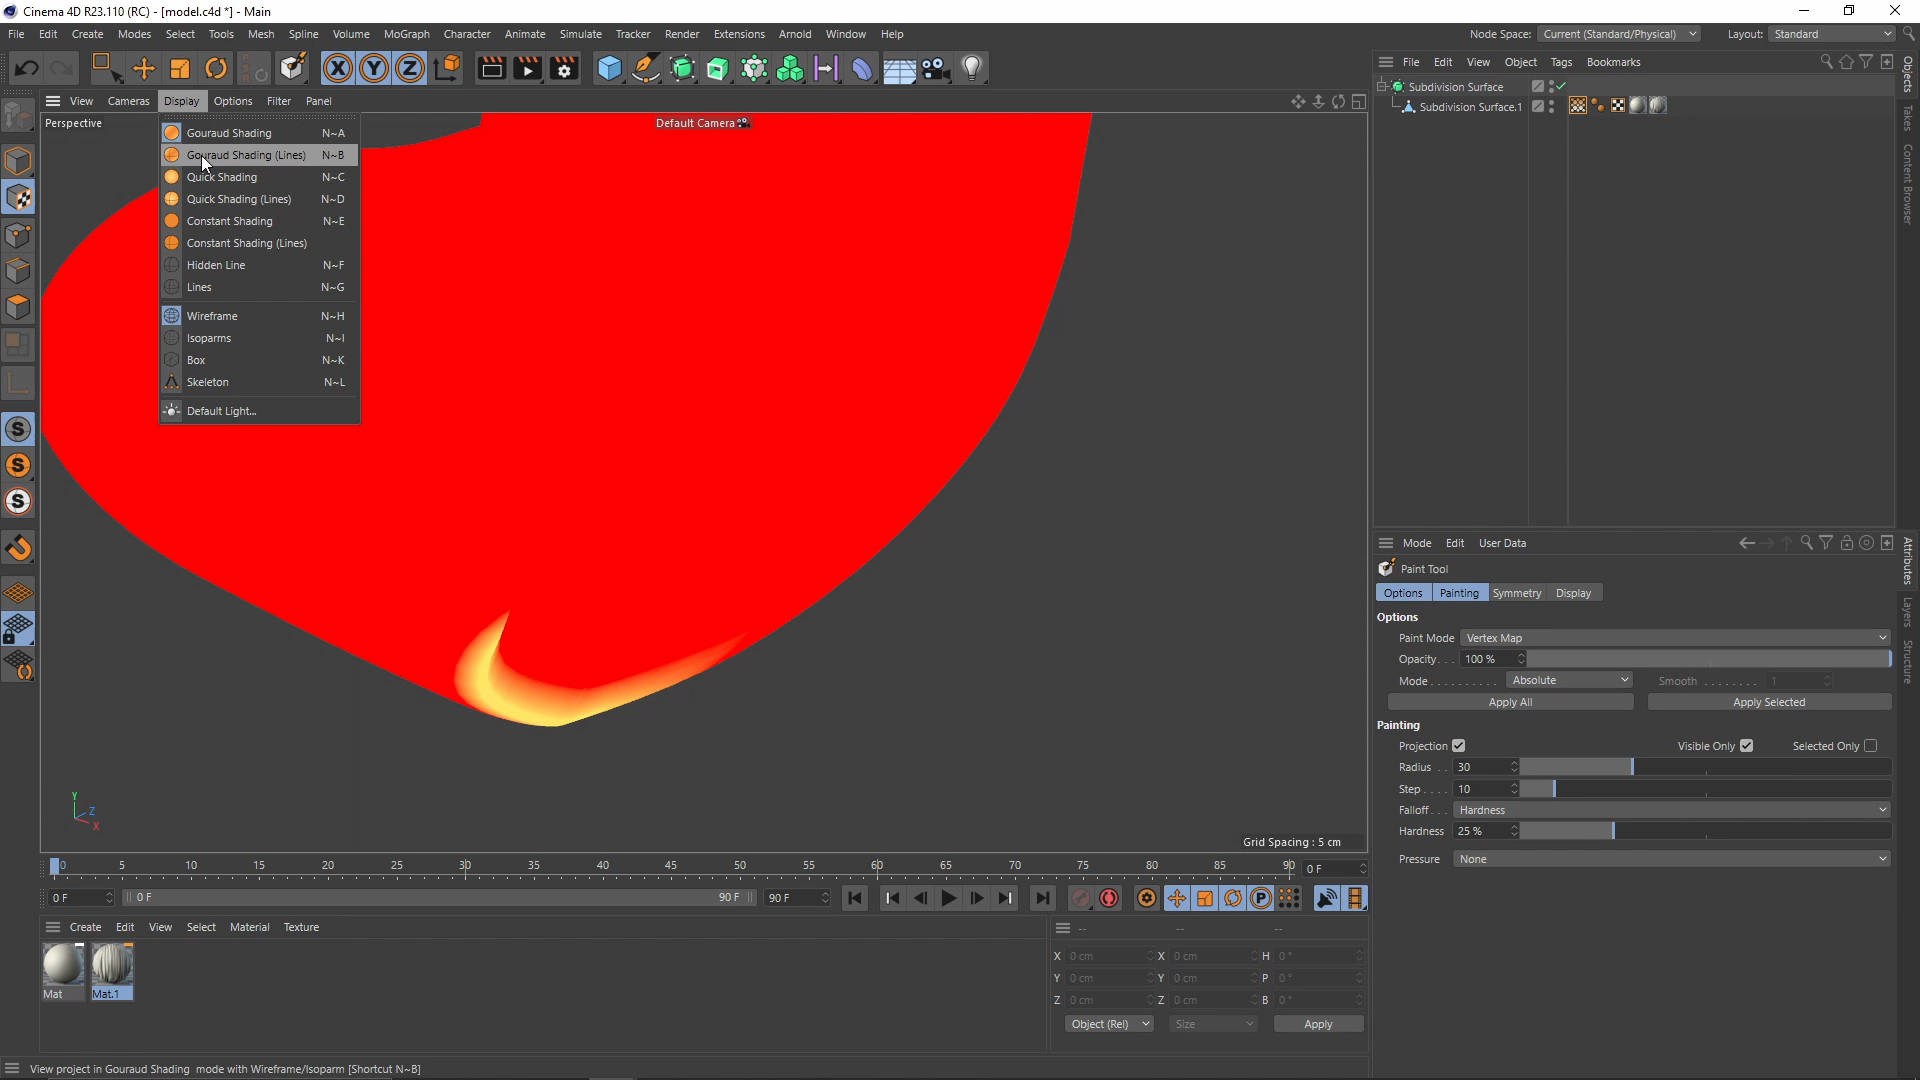 Cinema 4D R23.110 (RC) - [model.c4d *] - Main
File Edit Create Modes Select Tools Mesh Spline Volume MoGraph Character Animate Simulate Tracker Render Extensions Arnold Window Help
Node Space: Current (Standard/Physical) Layout: Standard
View Cameras Display Options Filter Panel
Perspective
Default Camera
Gouraud Shading N~A
Gouraud Shading (Lines) N~B
Quick Shading N~C
Quick Shading (Lines) N~D
Constant Shading N~E
Constant Shading (Lines)
Hidden Line N~F
Lines N~G
Wireframe N~H
Isoparms N~I
Box N~K
Skeleton N~L
Default Light...
Y
Z
X
Grid Spacing : 5 cm
0 5 10 15 20 25 30 35 40 45 50 55 60 65 70 75 80 85 90 0 F
0 F 0 F 90 F 90 F
Create Edit View Select Material Texture
Mat Mat.1
-- -- --
X 0 cm X 0 cm H 0 °
Y 0 cm Y 0 cm P 0 °
Z 0 cm Z 0 cm B 0 °
Object (Rel) Size Apply
View project in Gouraud Shading mode with Wireframe/Isoparm [Shortcut N~B]
File Edit View Object Tags Bookmarks
Subdivision Surface
Subdivision Surface.1
Objects
Takes
Content Browser
Mode Edit User Data
Paint Tool
Options Painting Symmetry Display
Options
Paint Mode Vertex Map
Opacity. . . 100 %
Mode. . . . . . . . . . Absolute Smooth . . . . . . . . 1
Apply All Apply Selected
Painting
Projection Visible Only Selected Only
Radius . . 30
Step . . . . 10
Falloff. . . Hardness
Hardness 25 %
Pressure None
Attributes
Layers
Structure